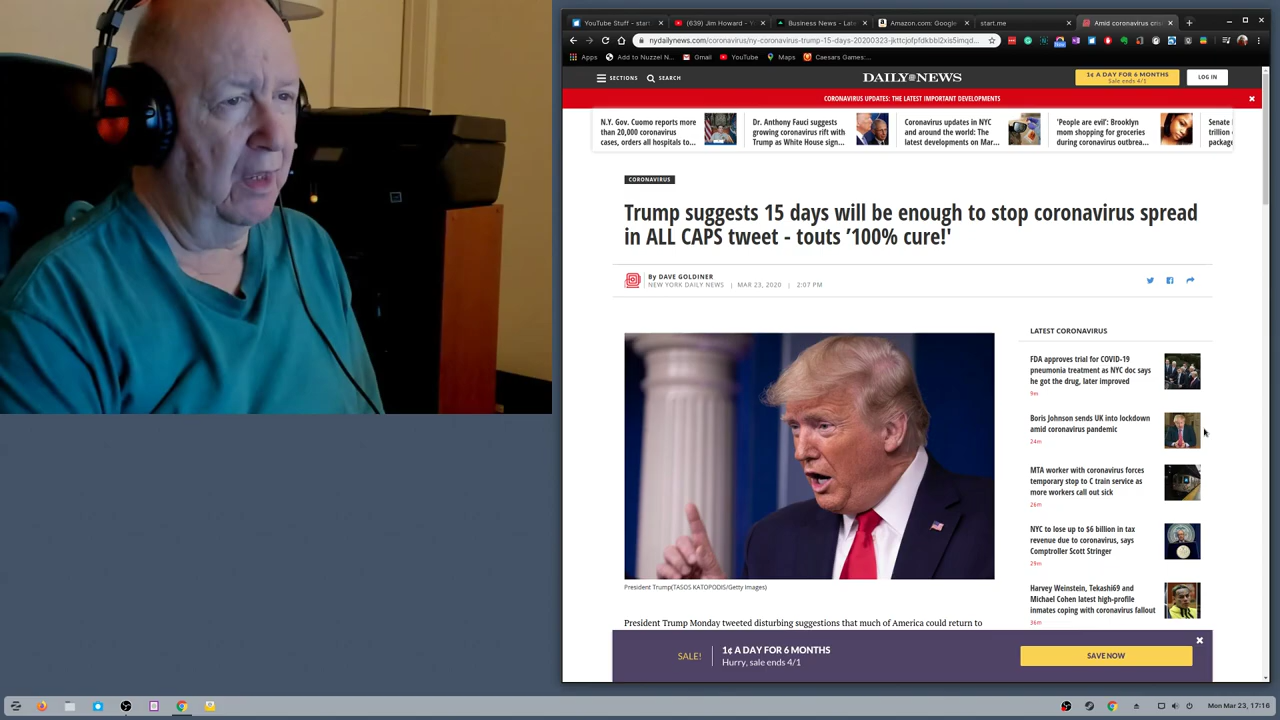 YouTube Stuff - star
(639) Jim Howard - Y
Business News - Late
Amazon.com: Google
start.me
Amid coronavirus cris
nydailynews.com/coronavirus/ny-coronavirus-trump-15-days-20200323-
Apps
Add to Nuzzel N...
Gmail
YouTube
Maps
Caesars Games:...
SECTIONS
SEARCH
DAILY NEWS
1¢ A DAY FOR 6 MONTHS
Sale ends 4/1
LOG IN
CORONAVIRUS UPDATES: THE LATEST IMPORTANT DEVELOPMENTS
N.Y. Gov. Cuomo reports more
than 20,000 coronavirus
cases, orders all hospitals to...
Dr. Anthony Fauci suggests
growing coronavirus rift with
Trump as White House sign...
Coronavirus updates in NYC
and around the world: The
latest developments on Mar...
'People are evil': Brooklyn
mom shopping for groceries
during coronavirus outbrea...
Senate
trillion
package
CORONAVIRUS
Trump suggests 15 days will be enough to stop coronavirus spread
in ALL CAPS tweet - touts '100% cure!'
By DAVE GOLDINER
NEW YORK DAILY NEWS | MAR 23, 2020 | 2:07 PM
LATEST CORONAVIRUS
FDA approves trial for COVID-19
pneumonia treatment as NYC doc says
he got the drug, later improved
9m
Boris Johnson sends UK into lockdown
amid coronavirus pandemic
24m
MTA worker with coronavirus forces
temporary stop to C train service as
more workers call out sick
26m
NYC to lose up to $6 billion in tax
revenue due to coronavirus, says
Comptroller Scott Stringer
29m
Harvey Weinstein, Tekashi69 and
Michael Cohen latest high-profile
inmates coping with coronavirus fallout
36m
President Trump(TASOS KATOPODIS/Getty Images)
President Trump Monday tweeted disturbing suggestions that much of America could return to
SALE!
1¢ A DAY FOR 6 MONTHS
Hurry, sale ends 4/1
SAVE NOW
Mon Mar 23, 17:16